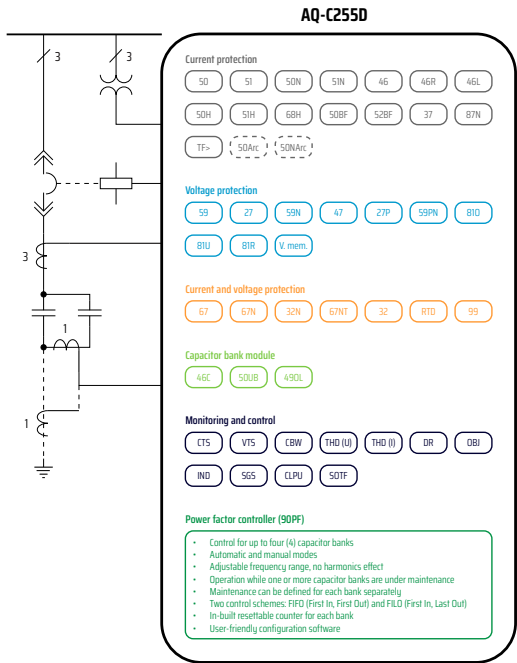 AQ-C255D
3
3
Current protection
50 51 50N 51N 46 46R 46L
50H 51H 68H 50BF 52BF 37 87N
TF> 50Arc 50NArc
Voltage protection
59 27 59N 47 27P 59PN 81O
81U 81R V. mem.
3
Current and voltage protection
67 67N 32N 67NT 32 RTD 99
1
Capacitor bank module
46C 50UB 49OL
1
Monitoring and control
CTS VTS CBW THD (U) THD (I) DR OBJ
IND SGS CLPU SOTF
Power factor controller (90PF)
• Control for up to four (4) capacitor banks
• Automatic and manual modes
• Adjustable frequency range, no harmonics effect
• Operation while one or more capacitor banks are under maintenance
• Maintenance can be defined for each bank separately
• Two control schemes: FIFO (First In, First Out) and FILO (First In, Last Out)
• In-built resettable counter for each bank
• User-friendly configuration software